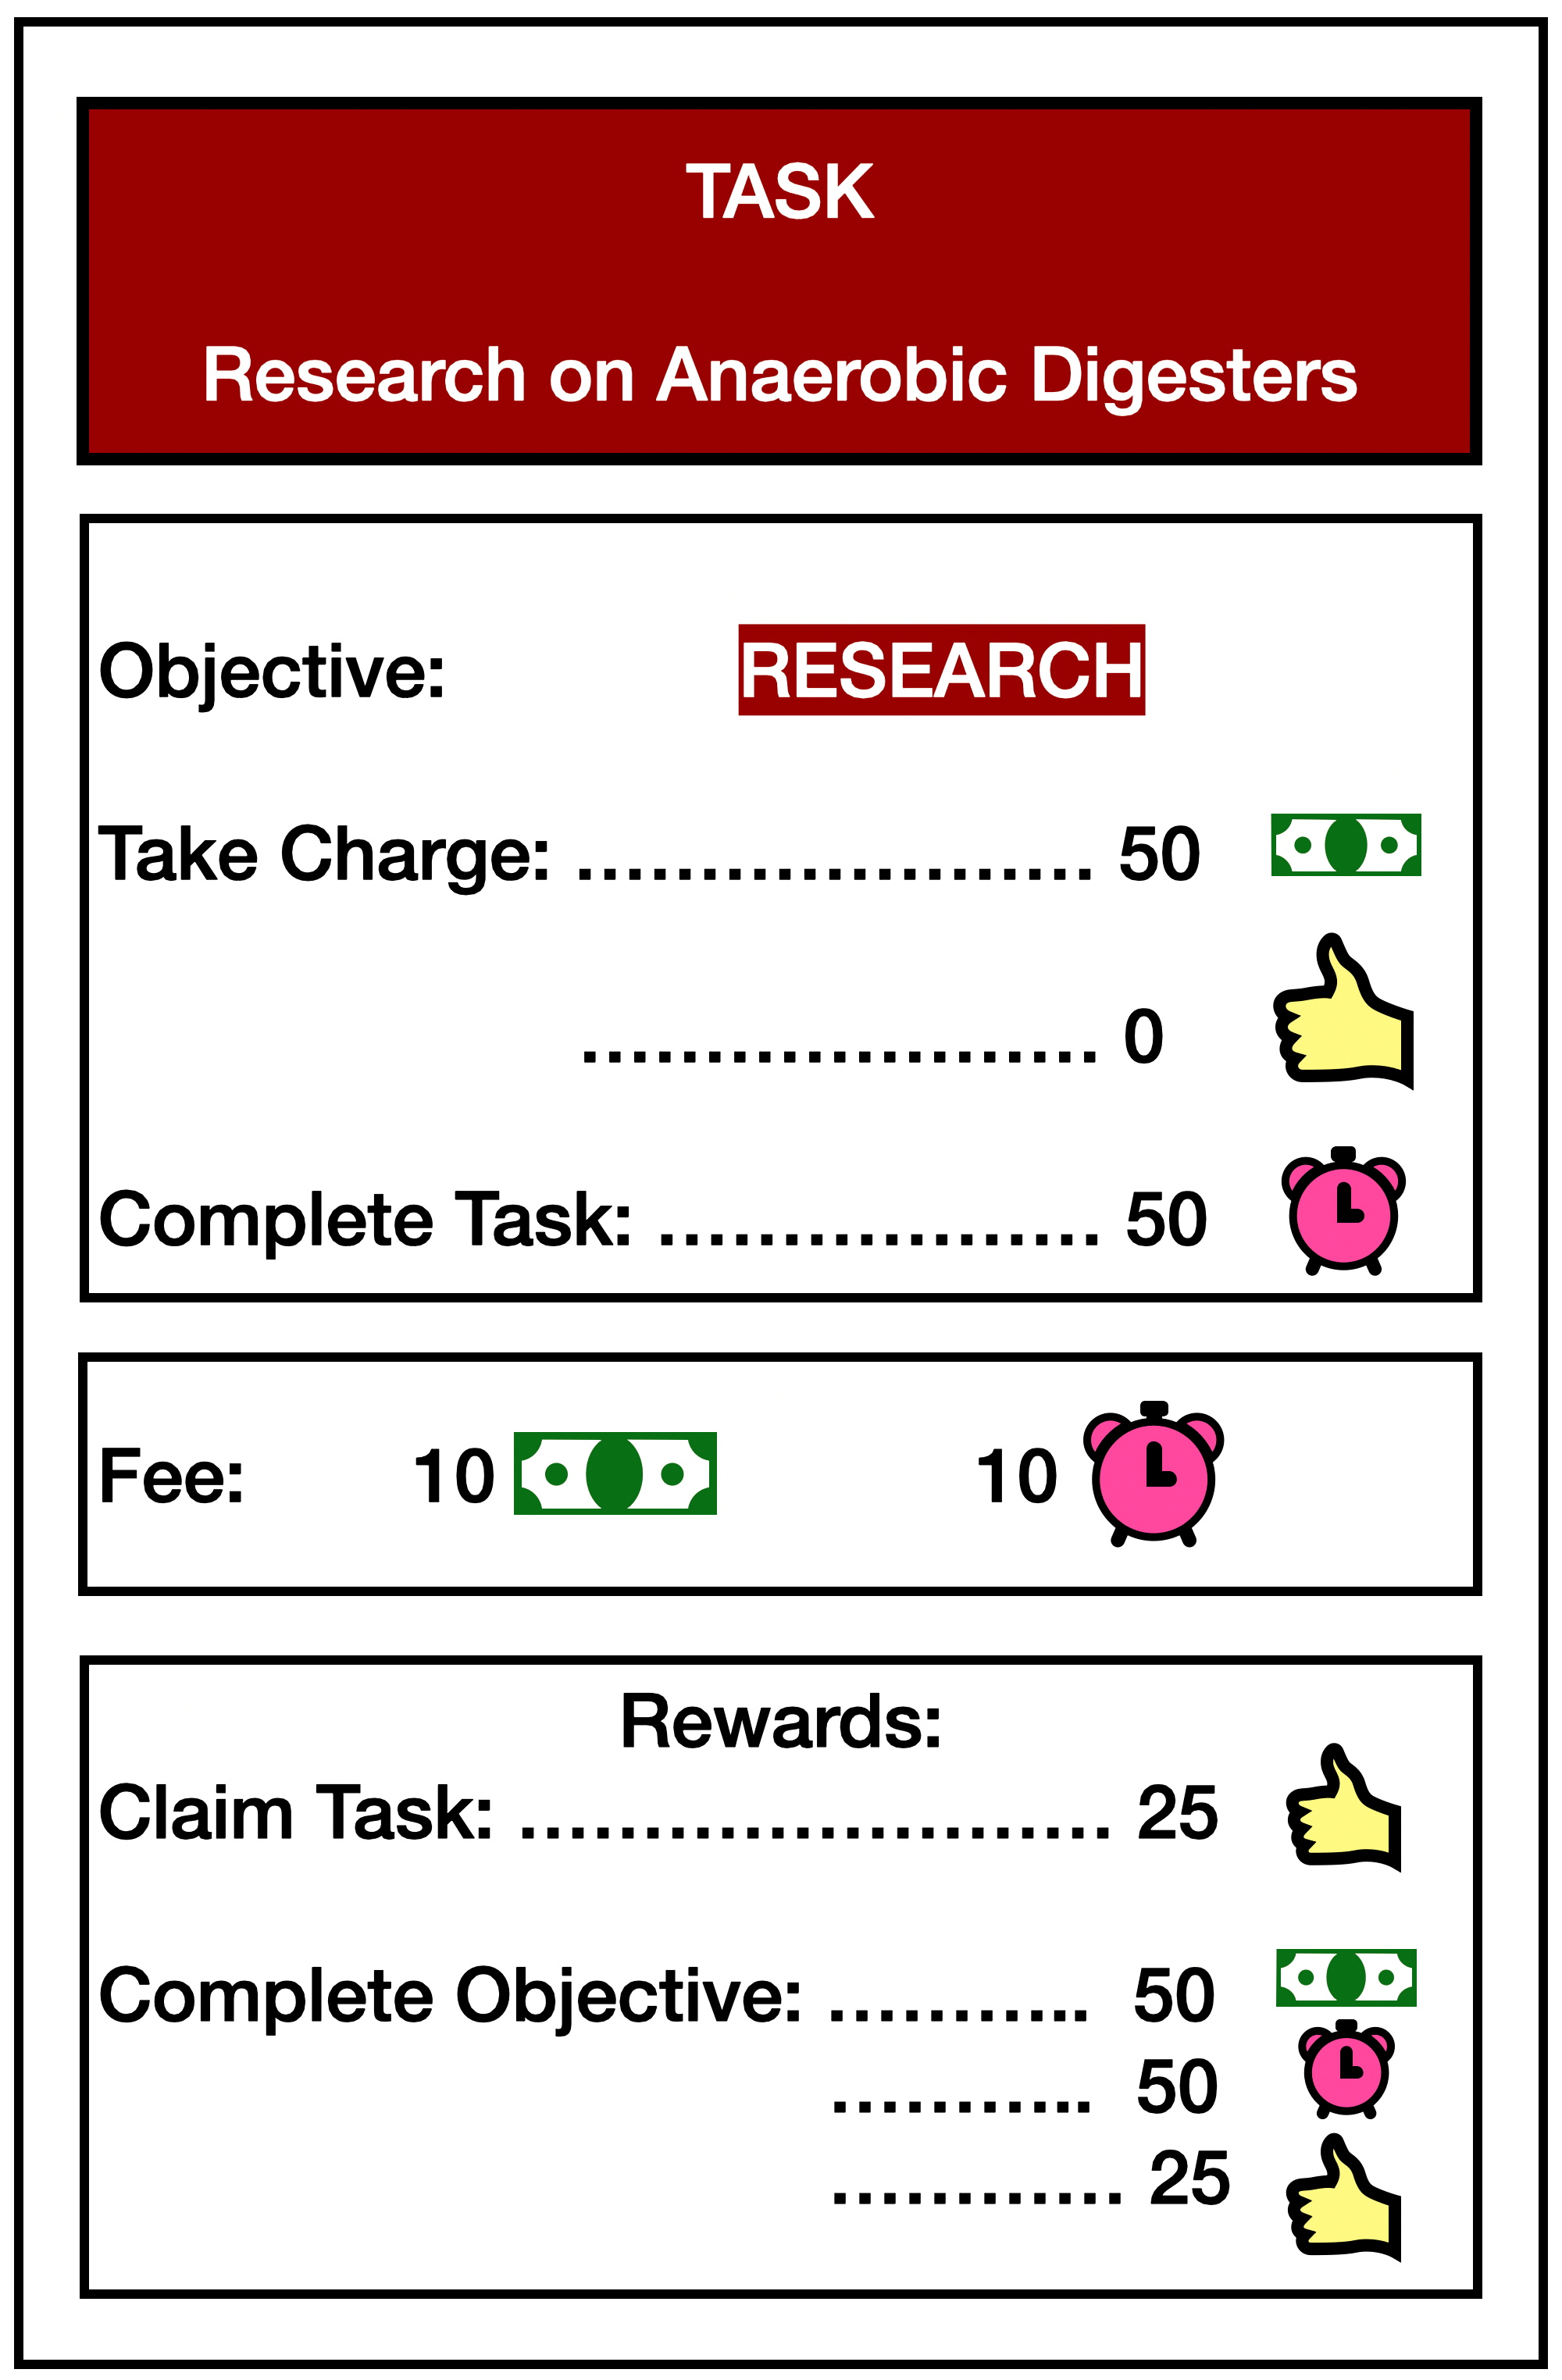 TASK
Research on Anaerobic Digesters
Objective: RESEARCH
Take Charge: ..................... 50
..................... 0
Complete Task: .................. 50
Fee: 10 10
Rewards:
Claim Task: ........................ 25
Complete Objective: ........... 50
........... 50
............ 25